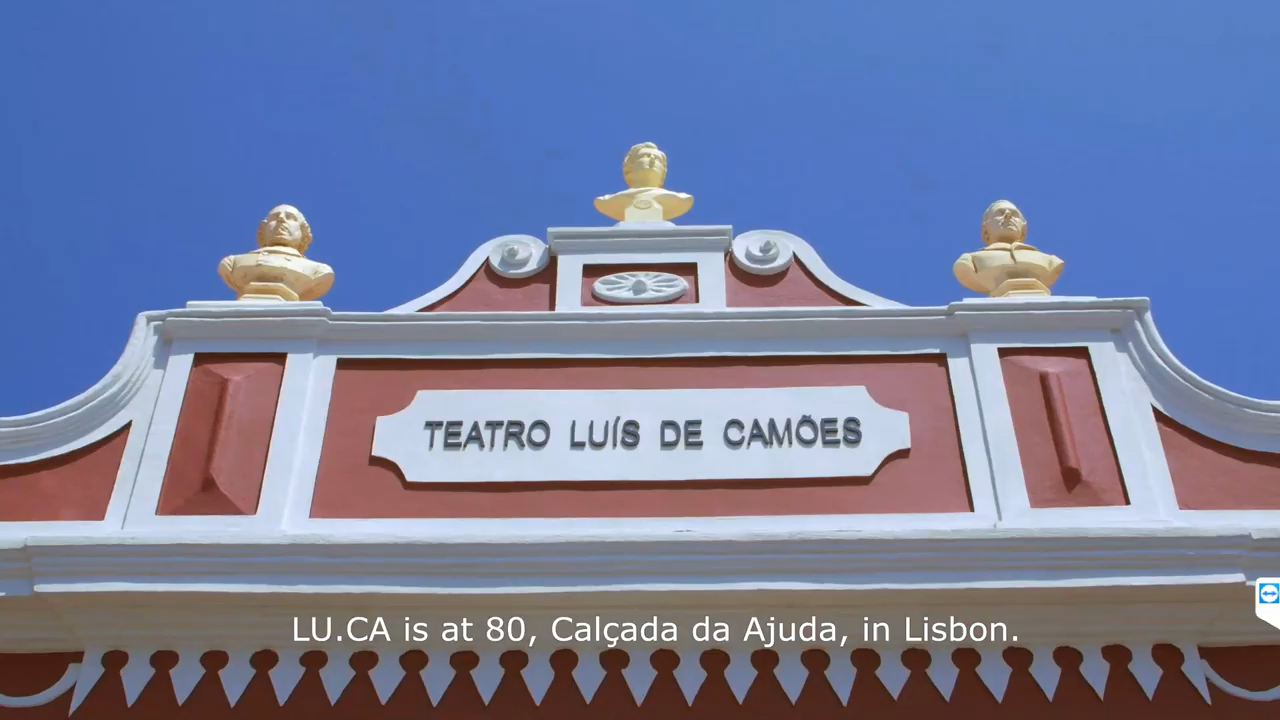 TEATRO LUÍS DE CAMÕES
LU.CA is at 80, Calçada da Ajuda, in Lisbon.